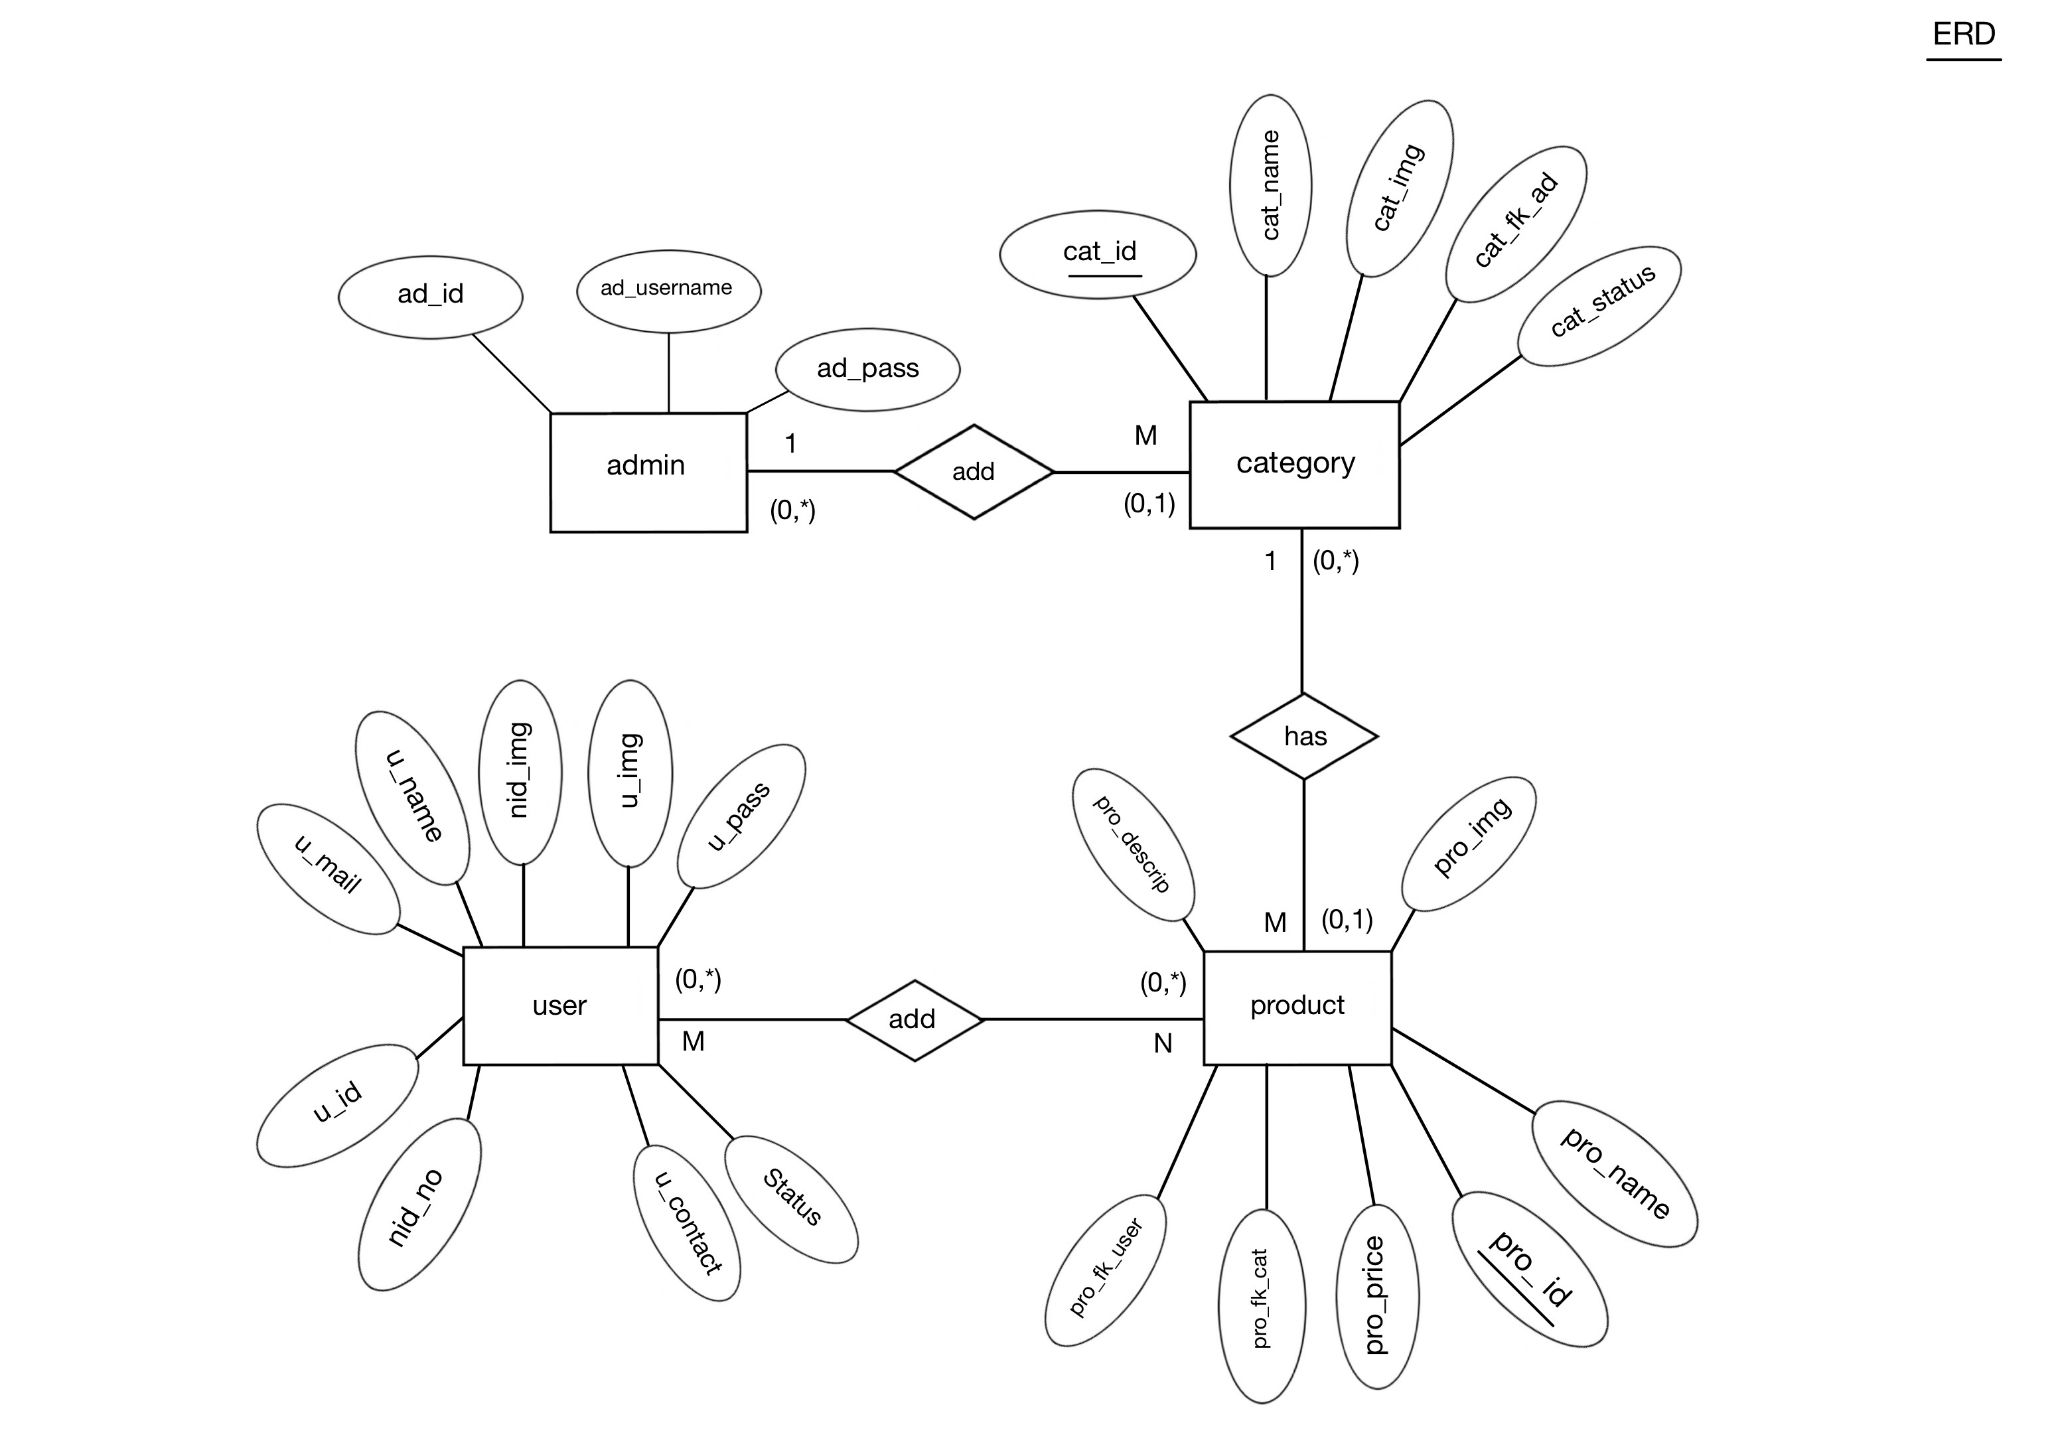 ERD
cat_name
cat_img
cat_fk_ad
cat_id
cat_status
ad_id
ad_username
ad_pass
admin
1
(0,*)
add
M
(0,1)
category
1
(0,*)
has
M
(0,1)
u_mail
u_name
nid_img
u_img
u_pass
user
(0,*)
M
add
(0,*)
N
pro_descrip
pro_img
product
u_id
nid_no
u_contact
Status
pro_fk_user
pro_fk_cat
pro_price
pro_ id
pro_name